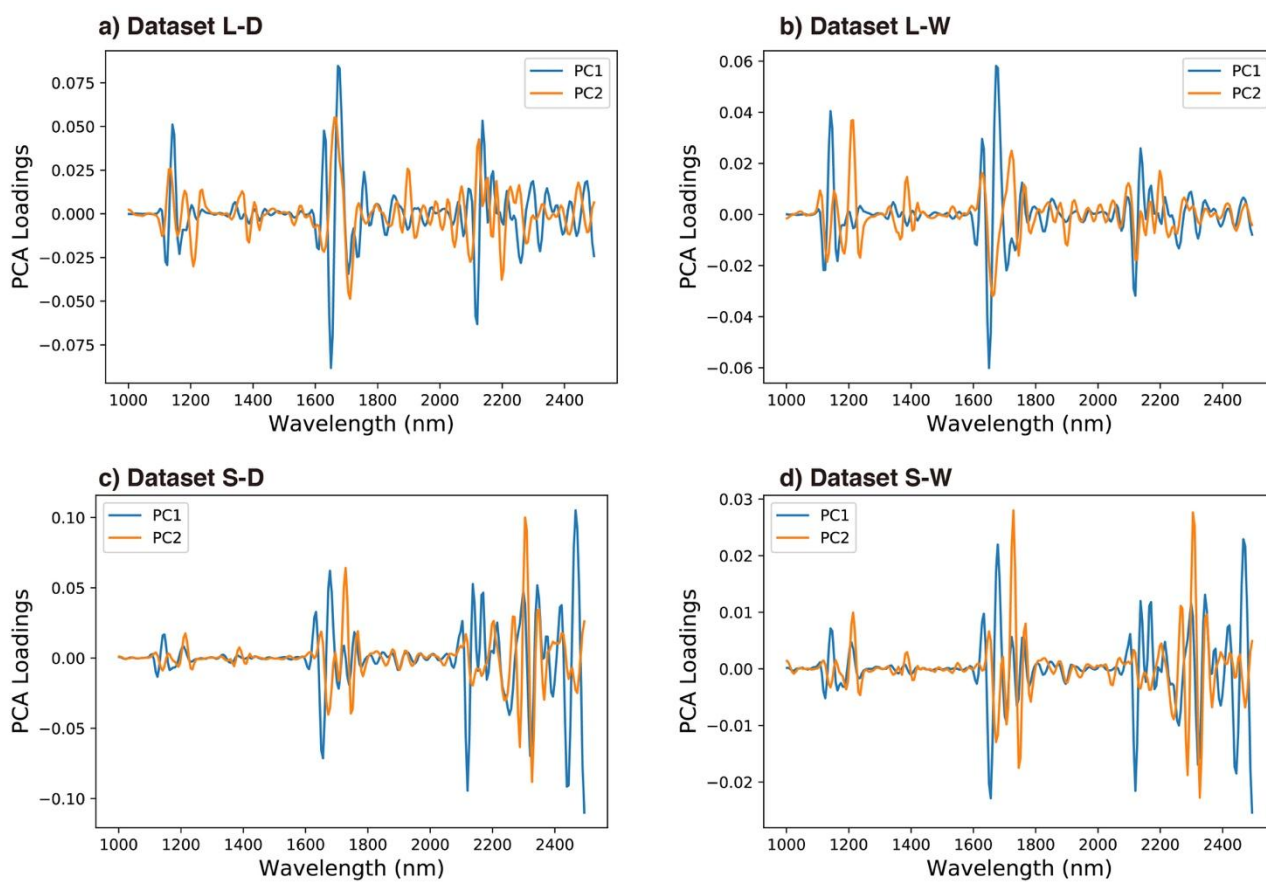 a) Dataset L-D
PC1
PC2
0.075
0.050
0.025
0.000
−0.025
−0.050
−0.075
PCA Loadings
1000 1200 1400 1600 1800 2000 2200 2400
Wavelength (nm)
b) Dataset L-W
PC1
PC2
0.06
0.04
0.02
0.00
−0.02
−0.04
−0.06
PCA Loadings
1000 1200 1400 1600 1800 2000 2200 2400
Wavelength (nm)
c) Dataset S-D
PC1
PC2
0.10
0.05
0.00
−0.05
−0.10
PCA Loadings
1000 1200 1400 1600 1800 2000 2200 2400
Wavelength (nm)
d) Dataset S-W
PC1
PC2
0.03
0.02
0.01
0.00
−0.01
−0.02
PCA Loadings
1000 1200 1400 1600 1800 2000 2200 2400
Wavelength (nm)